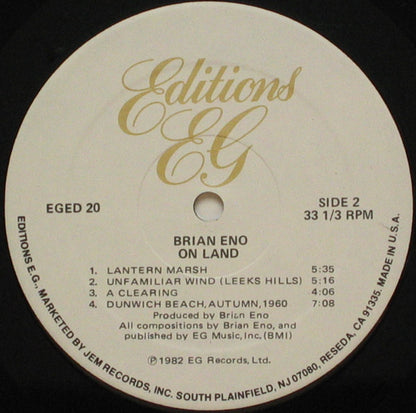 Editions
EG
EGED 20
SIDE 2
33 1/3 RPM
BRIAN ENO
ON LAND
1. LANTERN MARSH 5:35
2. UNFAMILIAR WIND (LEEKS HILLS) 5:16
3. A CLEARING 4:06
4. DUNWICH BEACH, AUTUMN, 1960 7:08
Produced by Brian Eno
All compositions by Brian Eno, and
published by EG Music, Inc. (BMI)
Ⓟ1982 EG Records, Ltd.
EDITIONS E.G., MARKETED BY JEM RECORDS, INC. SOUTH PLAINFIELD, NJ 07080, RESEDA, CA 91335. MADE IN U.S.A.